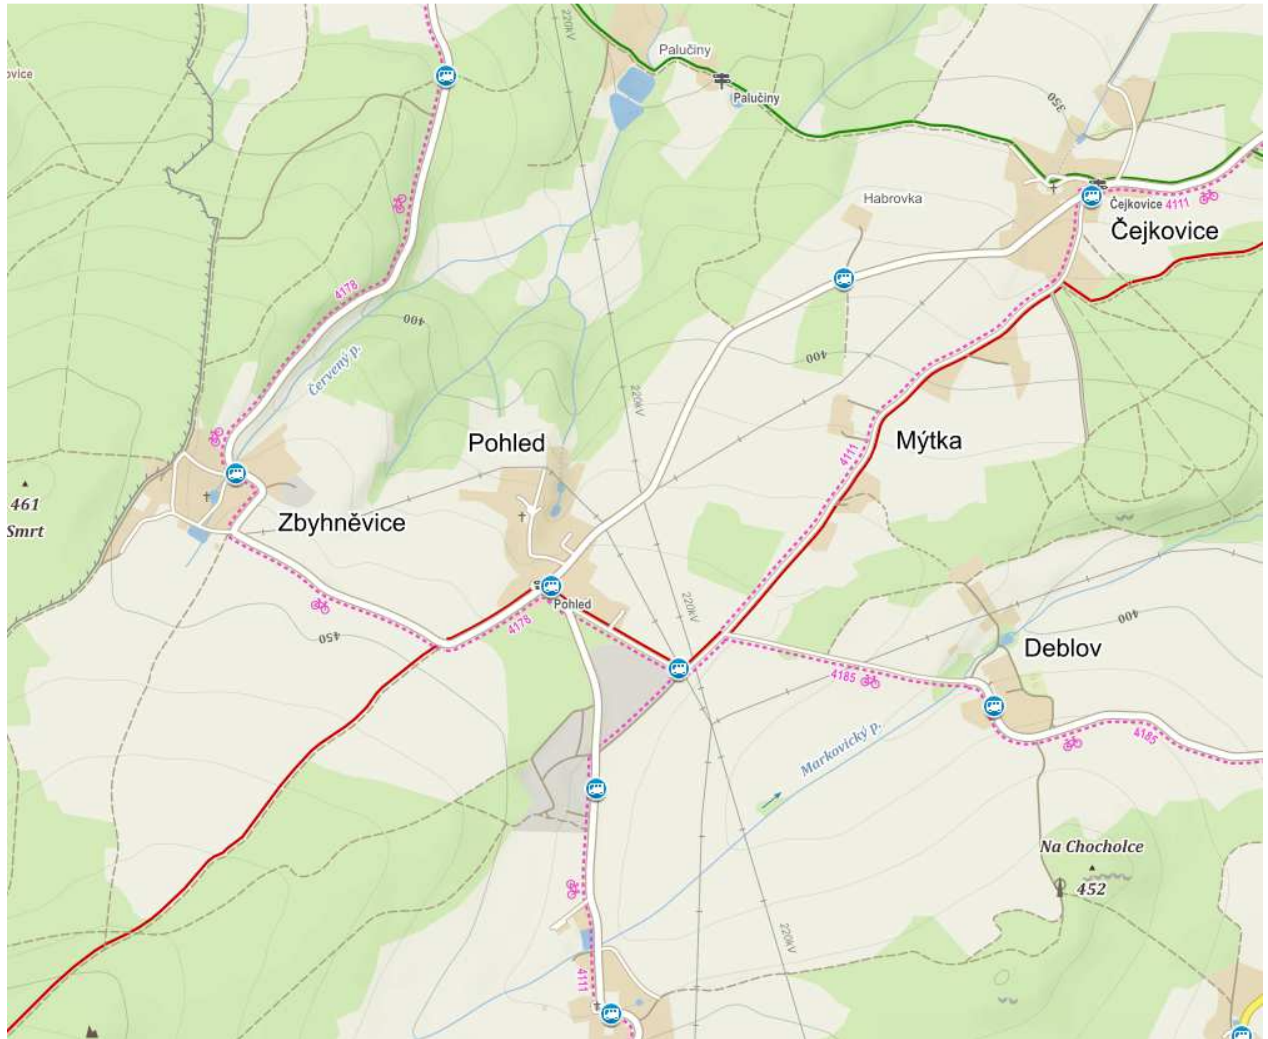 220kV
Palučiny
ovice
Palučiny
350
Habrovka
Čejkovice
4111
Čejkovice
4178
400
Červený p.
400
220kV
Pohled
Mýtka
4111
461
Smrt
Zbyhněvice
Pohled
220kV
4178
450
400
Deblov
4185
Markovický p.
4185
Na Chocholce
452
220kV
4111